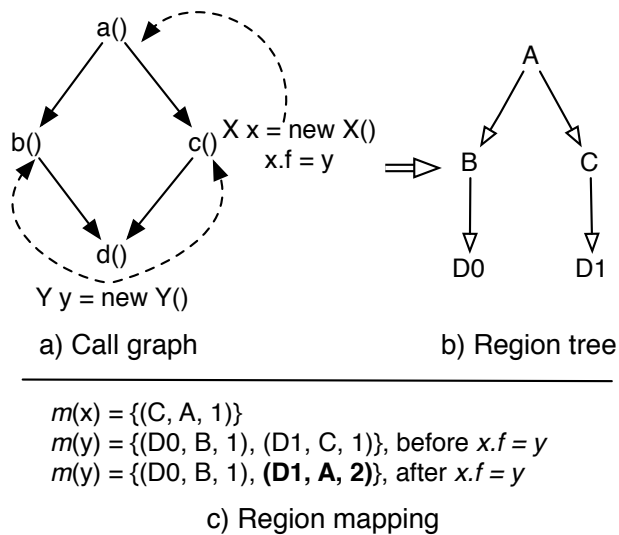 a()
A
b()
c()
X x = new X()
x.f = y
B
C
d()
Y y = new Y()
D0
D1
a) Call graph
b) Region tree
m(x) = {(C, A, 1)}
m(y) = {(D0, B, 1), (D1, C, 1)}, before x.f = y
m(y) = {(D0, B, 1), (D1, A, 2)}, after x.f = y
c) Region mapping